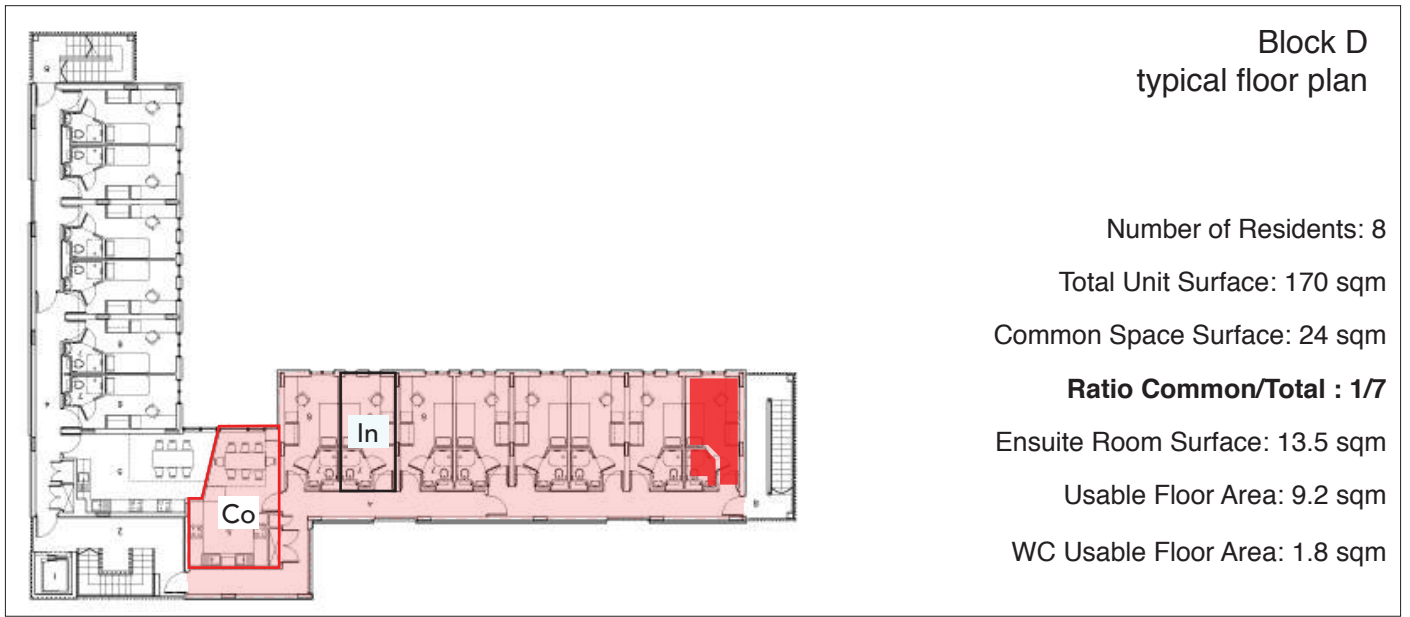 Block D
typical floor plan
Number of Residents: 8
Total Unit Surface: 170 sqm
Common Space Surface: 24 sqm
Ratio Common/Total : 1/7
Ensuite Room Surface: 13.5 sqm
Usable Floor Area: 9.2 sqm
WC Usable Floor Area: 1.8 sqm
In
Co